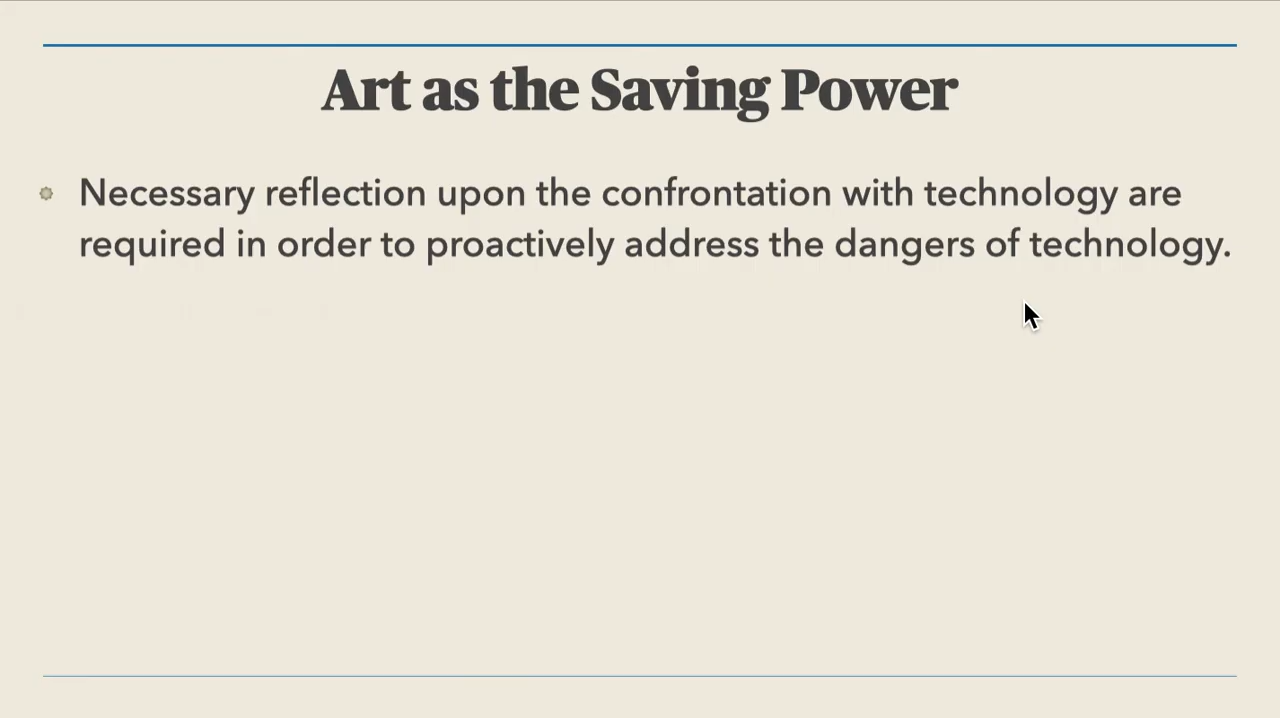 Art as the Saving Power
Necessary reflection upon the confrontation with technology are
required in order to proactively address the dangers of technology.